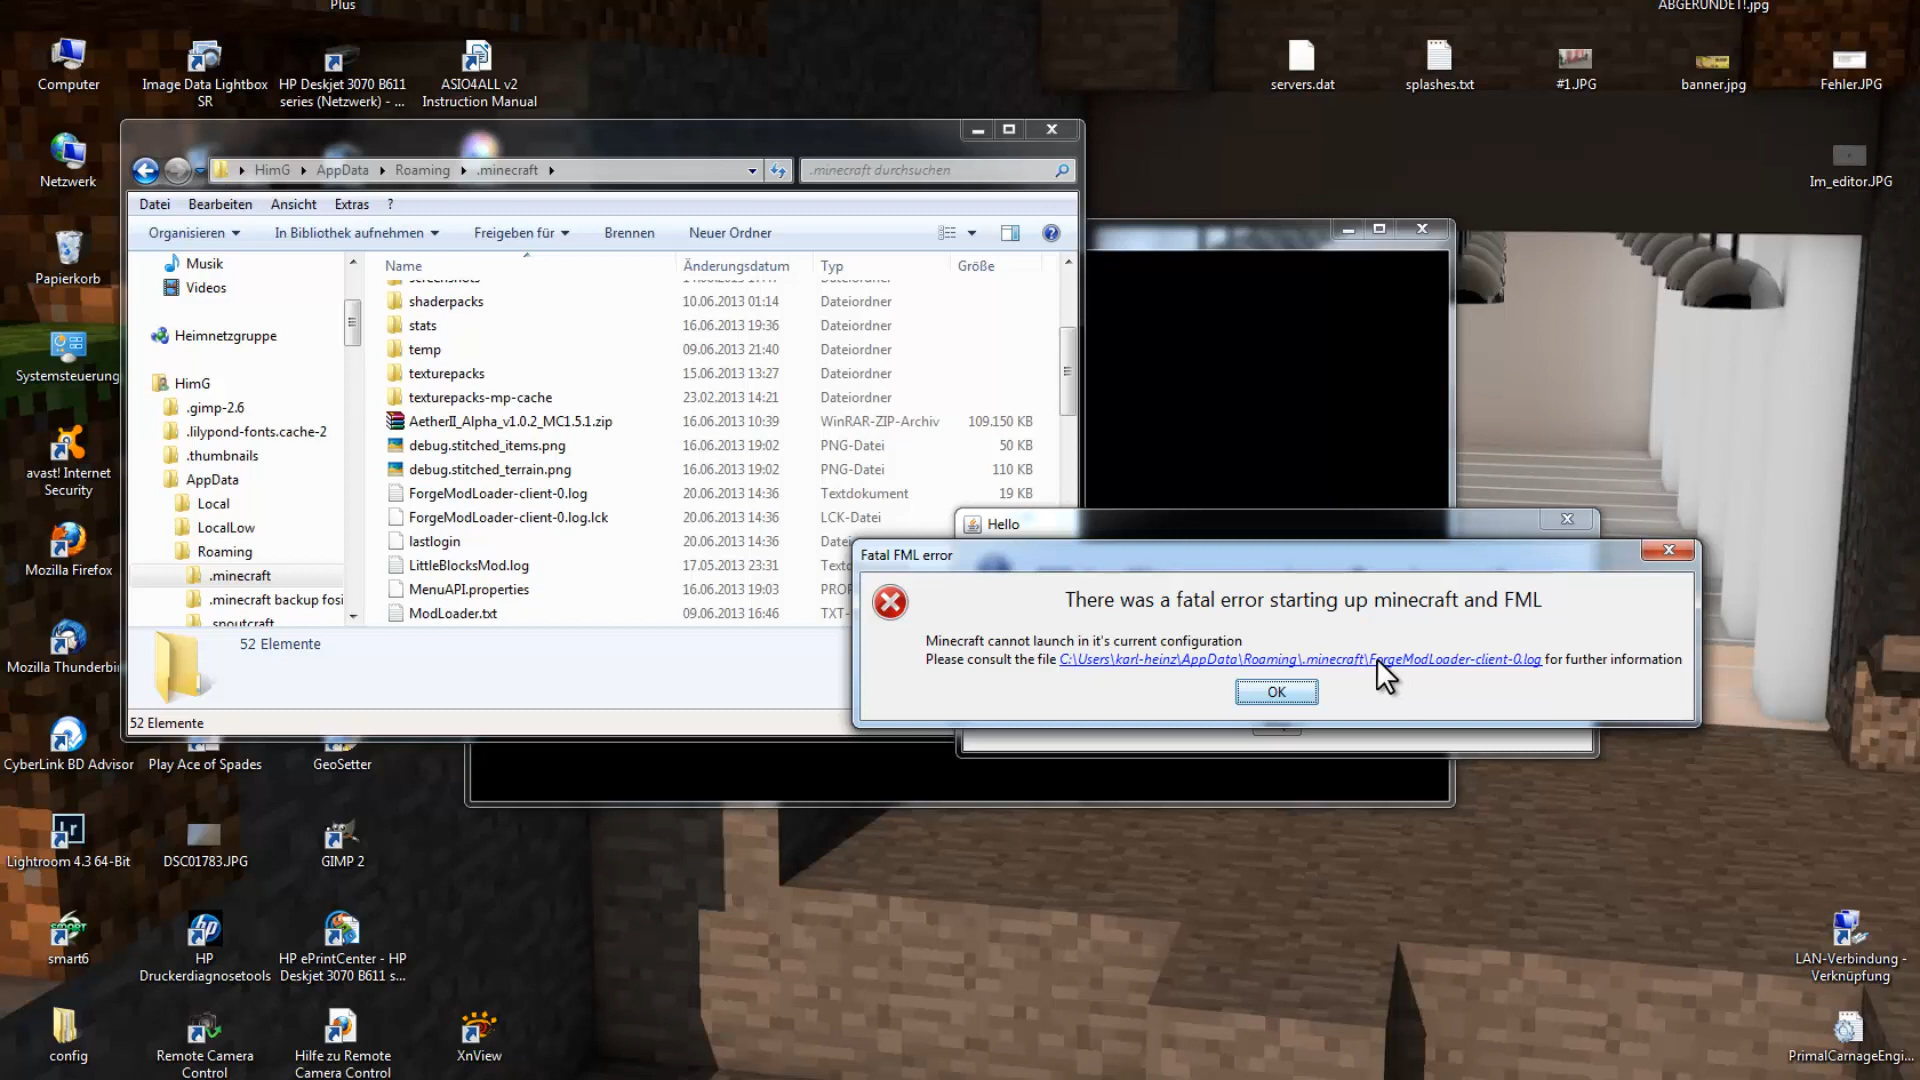 Plus
ABGERUNDET!.jpg
Computer
Image Data Lightbox
SR
HP Deskjet 3070 B611
series (Netzwerk) - ...
ASIO4ALL v2
Instruction Manual
servers.dat
splashes.txt
#1.JPG
banner.jpg
Fehler.JPG
Netzwerk
HimG
AppData
Roaming
.minecraft
.minecraft durchsuchen
Im_editor.JPG
Datei
Bearbeiten
Ansicht
Extras
?
Organisieren
In Bibliothek aufnehmen
Freigeben für
Brennen
Neuer Ordner
Papierkorb
Musik
Videos
Heimnetzgruppe
HimG
.gimp-2.6
.lilypond-fonts.cache-2
.thumbnails
AppData
Local
LocalLow
Roaming
.minecraft
.minecraft backup fosi
.spoutcraft
Name Änderungsdatum Typ Größe
screenshots
shaderpacks 10.06.2013 01:14 Dateiordner
stats 16.06.2013 19:36 Dateiordner
temp 09.06.2013 21:40 Dateiordner
texturepacks 15.06.2013 13:27 Dateiordner
texturepacks-mp-cache 23.02.2013 14:21 Dateiordner
AetherII_Alpha_v1.0.2_MC1.5.1.zip 16.06.2013 10:39 WinRAR-ZIP-Archiv 109.150 KB
debug.stitched_items.png 16.06.2013 19:02 PNG-Datei 50 KB
debug.stitched_terrain.png 16.06.2013 19:02 PNG-Datei 110 KB
ForgeModLoader-client-0.log 20.06.2013 14:36 Textdokument 19 KB
ForgeModLoader-client-0.log.lck 20.06.2013 14:36 LCK-Datei
lastlogin 20.06.2013 14:36 Datei
LittleBlocksMod.log 17.05.2013 23:31
MenuAPI.properties 16.06.2013 19:03
ModLoader.txt 09.06.2013 16:46 TXT-
52 Elemente
52 Elemente
Systemsteuerung
avast! Internet
Security
Mozilla Firefox
Mozilla Thunderbi
CyberLink BD Advisor
Play Ace of Spades
GeoSetter
Hello
Fatal FML error
There was a fatal error starting up minecraft and FML
Minecraft cannot launch in it's current configuration
Please consult the file C:\Users\karl-heinz\AppData\Roaming\.minecraft\ForgeModLoader-client-0.log for further information
OK
Lr
Lightroom 4.3 64-Bit
DSC01783.JPG
GIMP 2
smart6
HP
Druckerdiagnosetools
HP ePrintCenter - HP
Deskjet 3070 B611 s...
LAN-Verbindung -
Verknüpfung
config
Remote Camera
Control
Hilfe zu Remote
Camera Control
XnView
PrimalCarnageEngi...